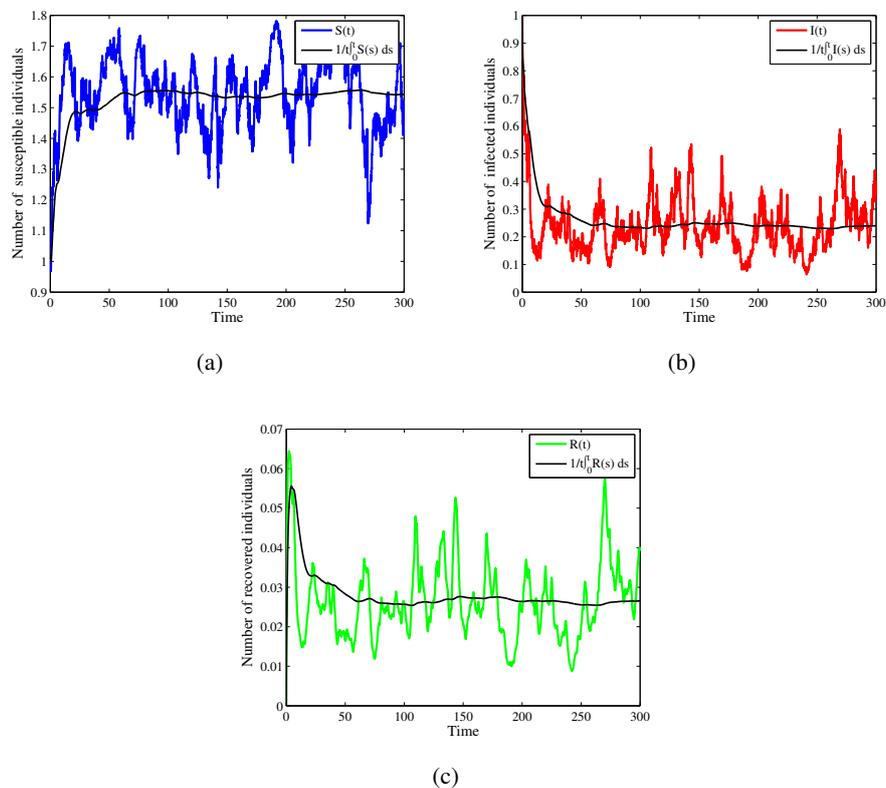 1.8
1.7
1.6
1.5
1.4
1.3
1.2
1.1
1
0.9
Number of susceptible individuals
S(t)
1/t∫₀ᵗS(s) ds
0 50 100 150 200 250 300
Time
(a)
1
0.9
0.8
0.7
0.6
0.5
0.4
0.3
0.2
0.1
0
Number of infected individuals
I(t)
1/t∫₀ᵗI(s) ds
0 50 100 150 200 250 300
Time
(b)
0.07
0.06
0.05
0.04
0.03
0.02
0.01
0
Number of recovered individuals
R(t)
1/t∫₀ᵗR(s) ds
0 50 100 150 200 250 300
Time
(c)